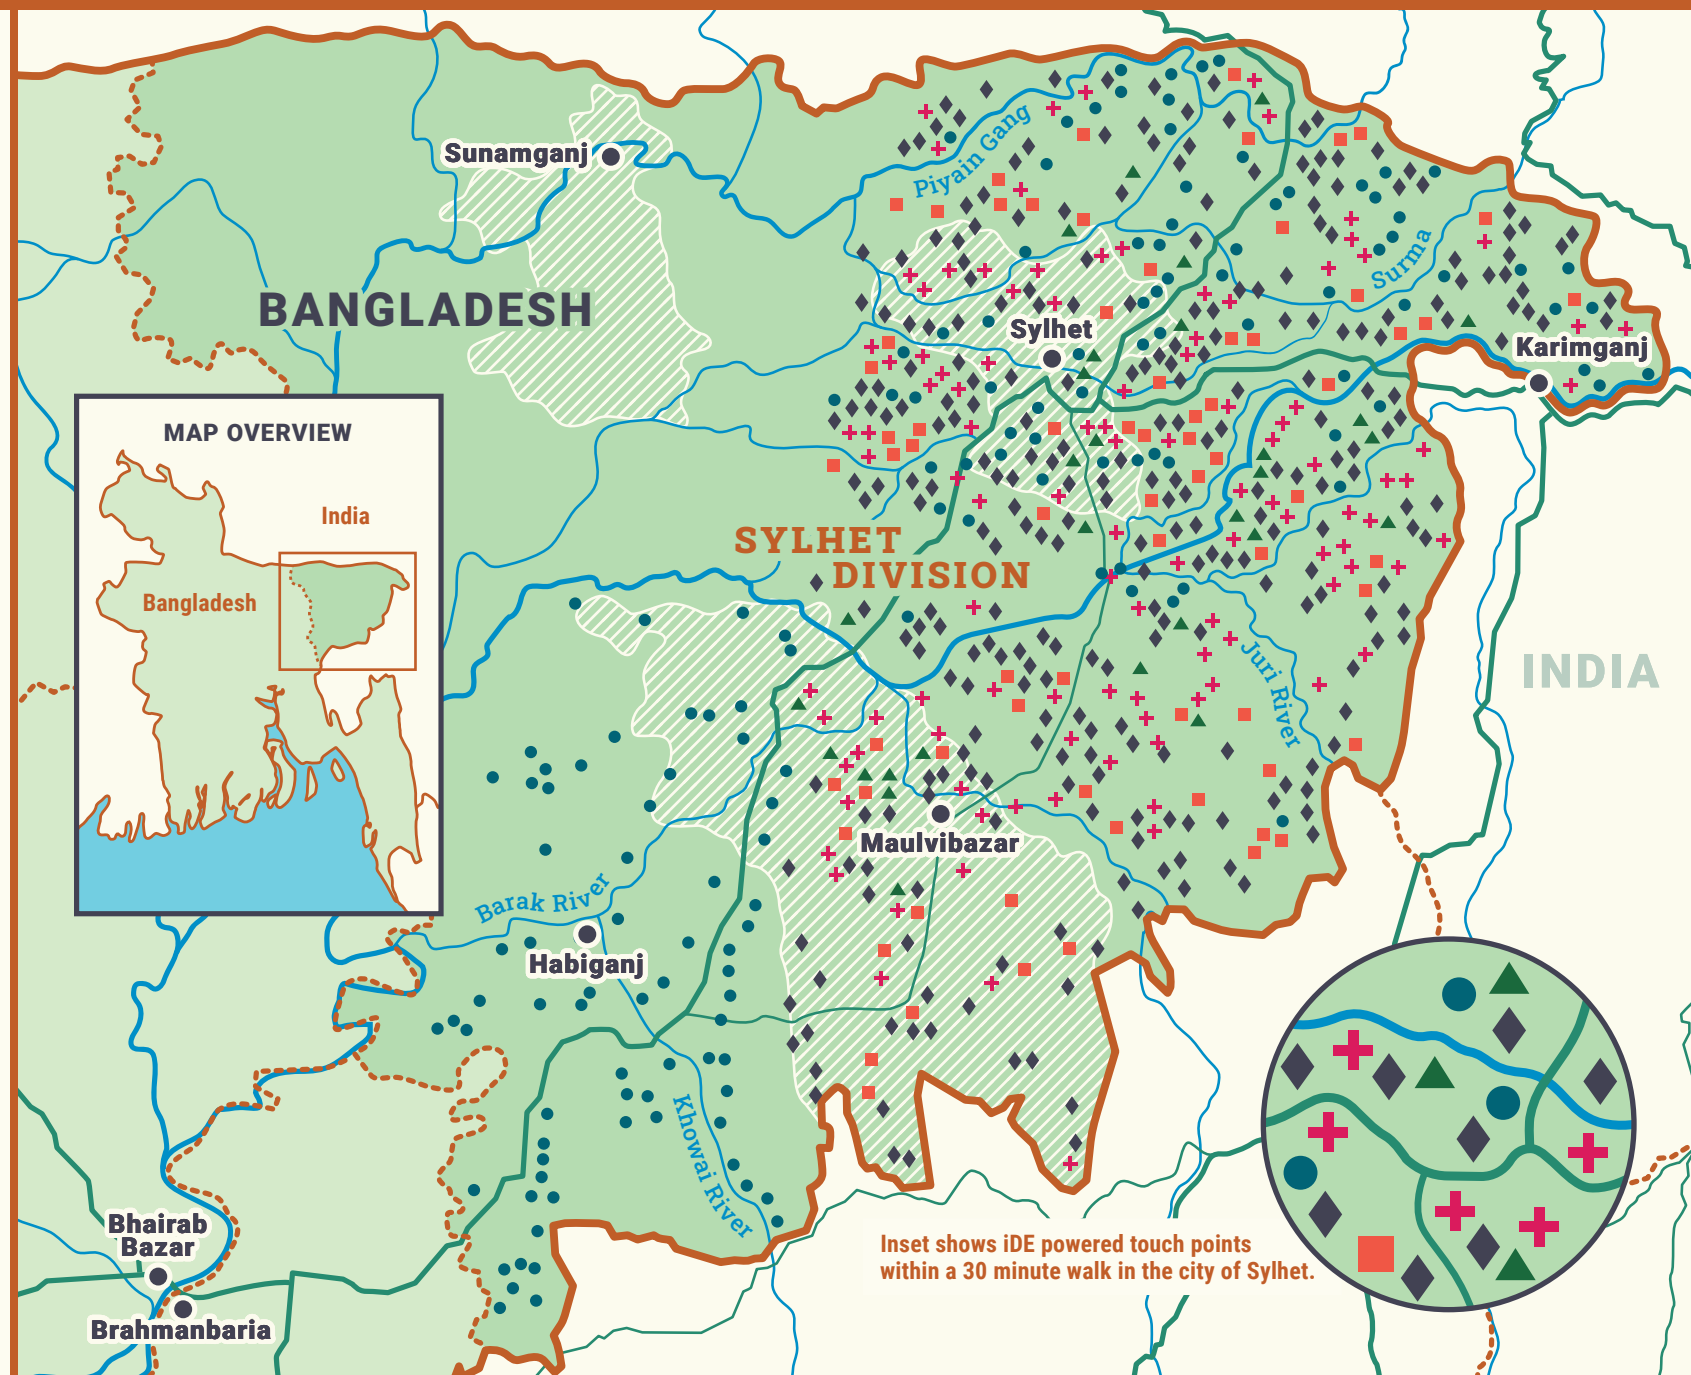 Piyain Gang
Sunamganj
Surma
BANGLADESH
Sylhet
Karimganj
MAP OVERVIEW
India
Bangladesh
SYLHET
DIVISION
Juri River
INDIA
Maulvibazar
Barak River
Habiganj
Khowai River
Bhairab
Bazar
Brahmanbaria
Inset shows iDE powered touch points
within a 30 minute walk in the city of Sylhet.